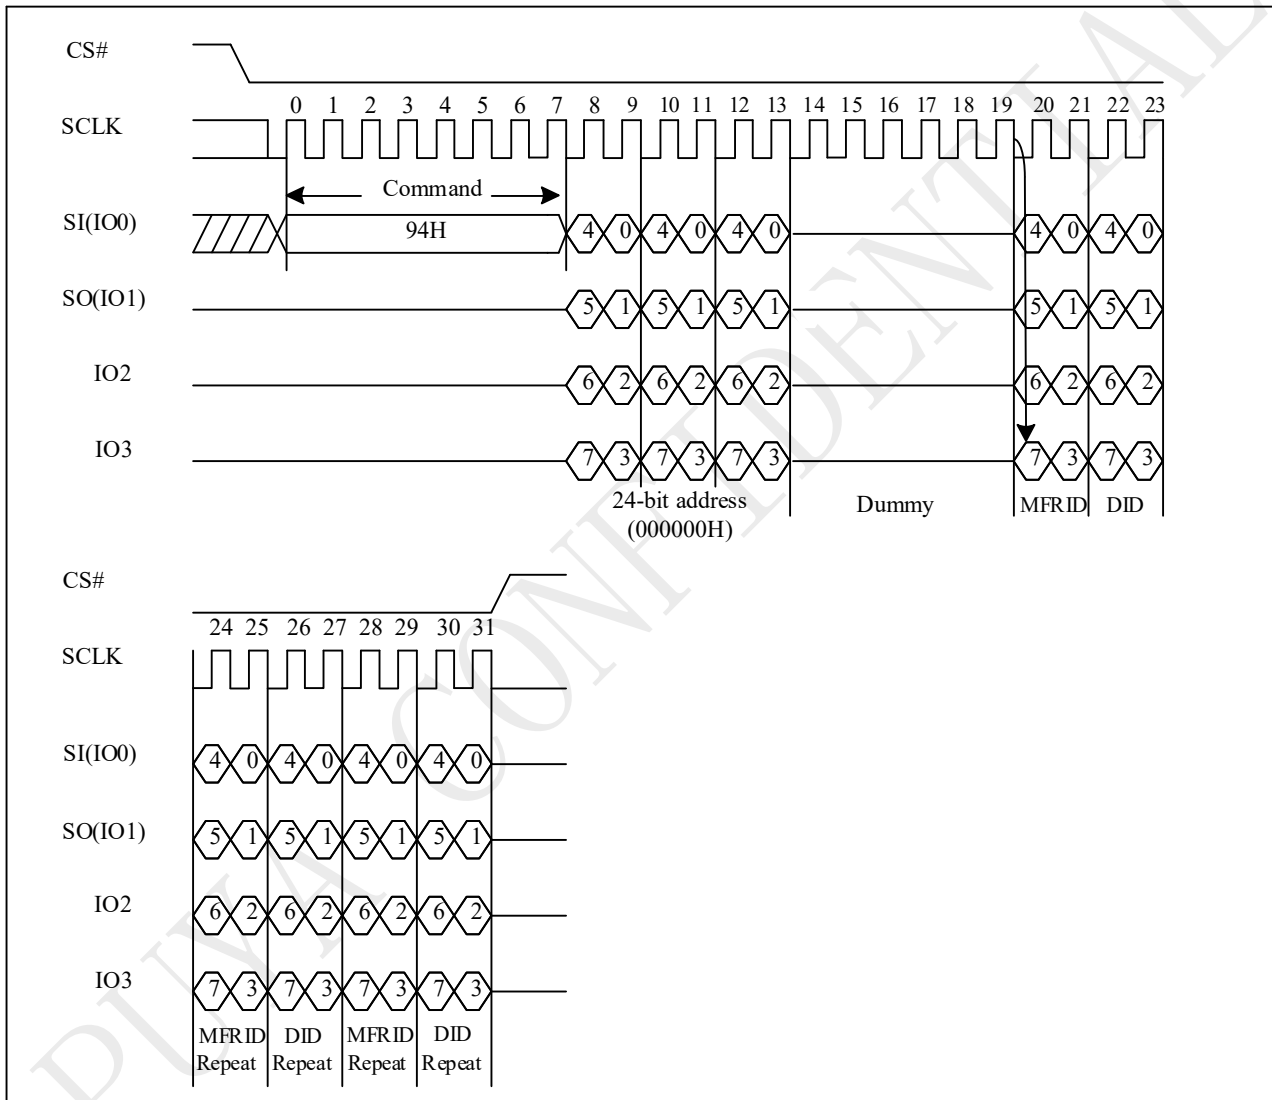 CS#
0 1 2 3 4 5 6 7 8 9 10 11 12 13 14 15 16 17 18 19 20 21 22 23
SCLK
Command
SI(IO0) 94H 4 0 4 0 4 0 4 0 4 0
SO(IO1) 5 1 5 1 5 1 5 1 5 1
IO2 6 2 6 2 6 2 6 2 6 2
IO3 7 3 7 3 7 3 7 3 7 3
24-bit address Dummy MFRID DID
(000000H)
CS#
24 25 26 27 28 29 30 31
SCLK
SI(IO0) 4 0 4 0 4 0 4 0
SO(IO1) 5 1 5 1 5 1 5 1
IO2 6 2 6 2 6 2 6 2
IO3 7 3 7 3 7 3 7 3
MFRID DID MFRID DID
Repeat Repeat Repeat Repeat
PUYA CONFIDENTIAL